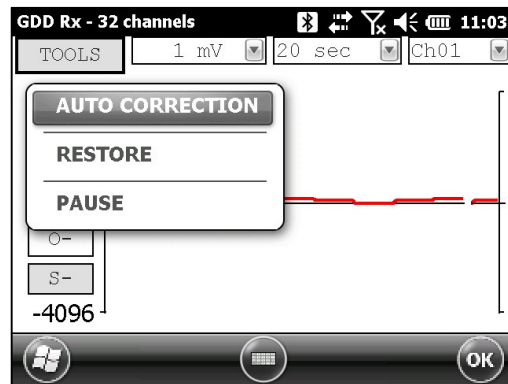 GDD Rx - 32 channels 11:03
TOOLS 1 mV 20 sec Ch01
AUTO CORRECTION
RESTORE
PAUSE
O-
S-
-4096
OK